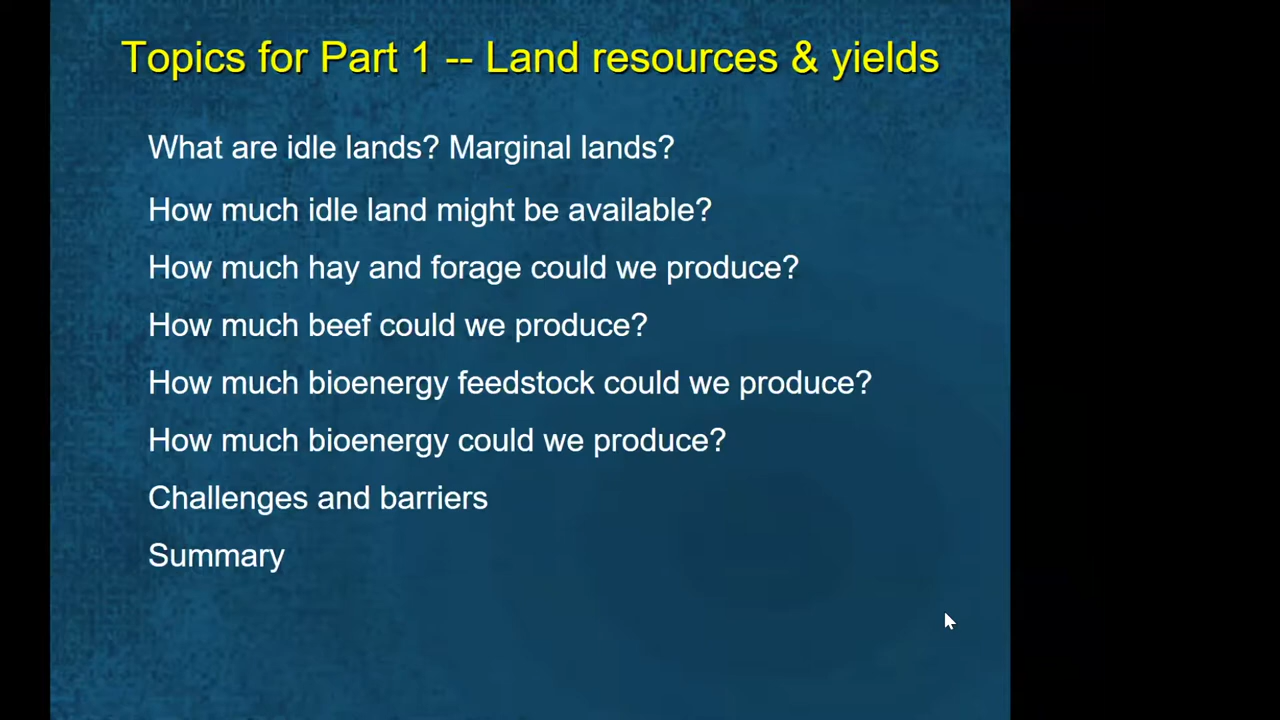 Topics for Part 1 -- Land resources & yields
What are idle lands? Marginal lands?
How much idle land might be available?
How much hay and forage could we produce?
How much beef could we produce?
How much bioenergy feedstock could we produce?
How much bioenergy could we produce?
Challenges and barriers
Summary